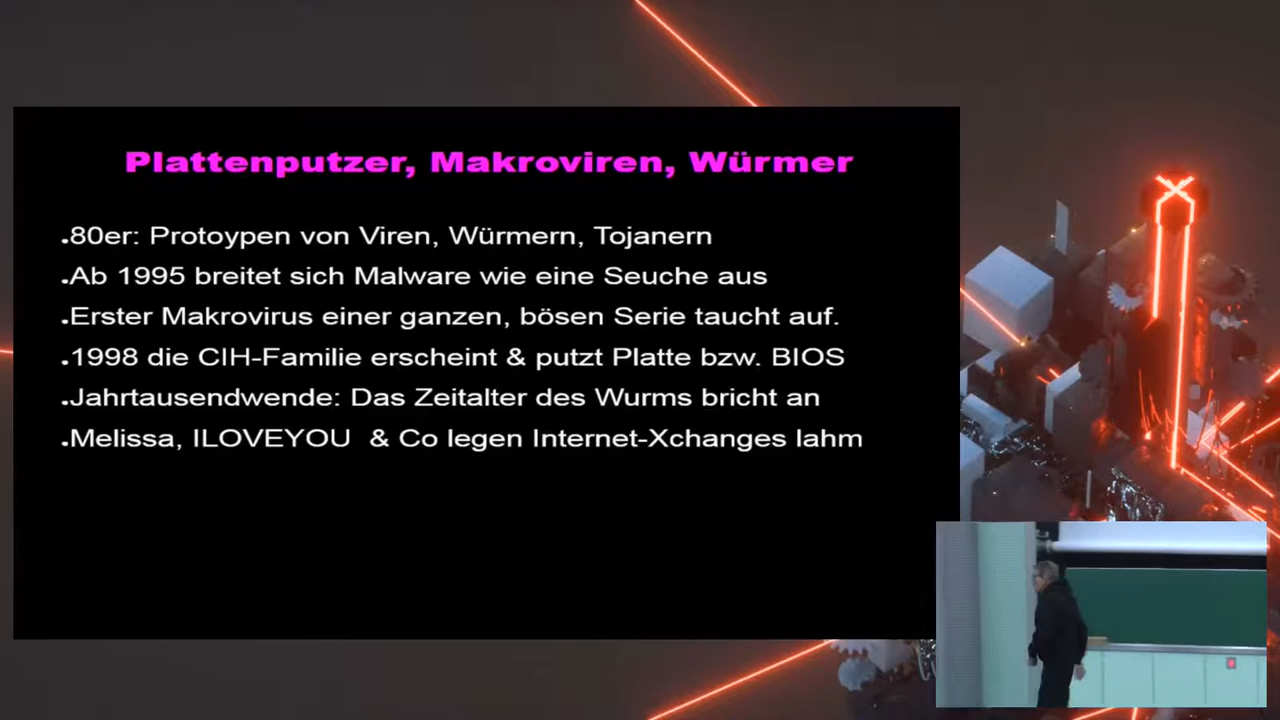 Plattenputzer, Makroviren, Würmer
.80er: Protoypen von Viren, Würmern, Tojanern
.Ab 1995 breitet sich Malware wie eine Seuche aus
.Erster Makrovirus einer ganzen, bösen Serie taucht auf.
.1998 die CIH-Familie erscheint & putzt Platte bzw. BIOS
.Jahrtausendwende: Das Zeitalter des Wurms bricht an
.Melissa, ILOVEYOU & Co legen Internet-Xchanges lahm